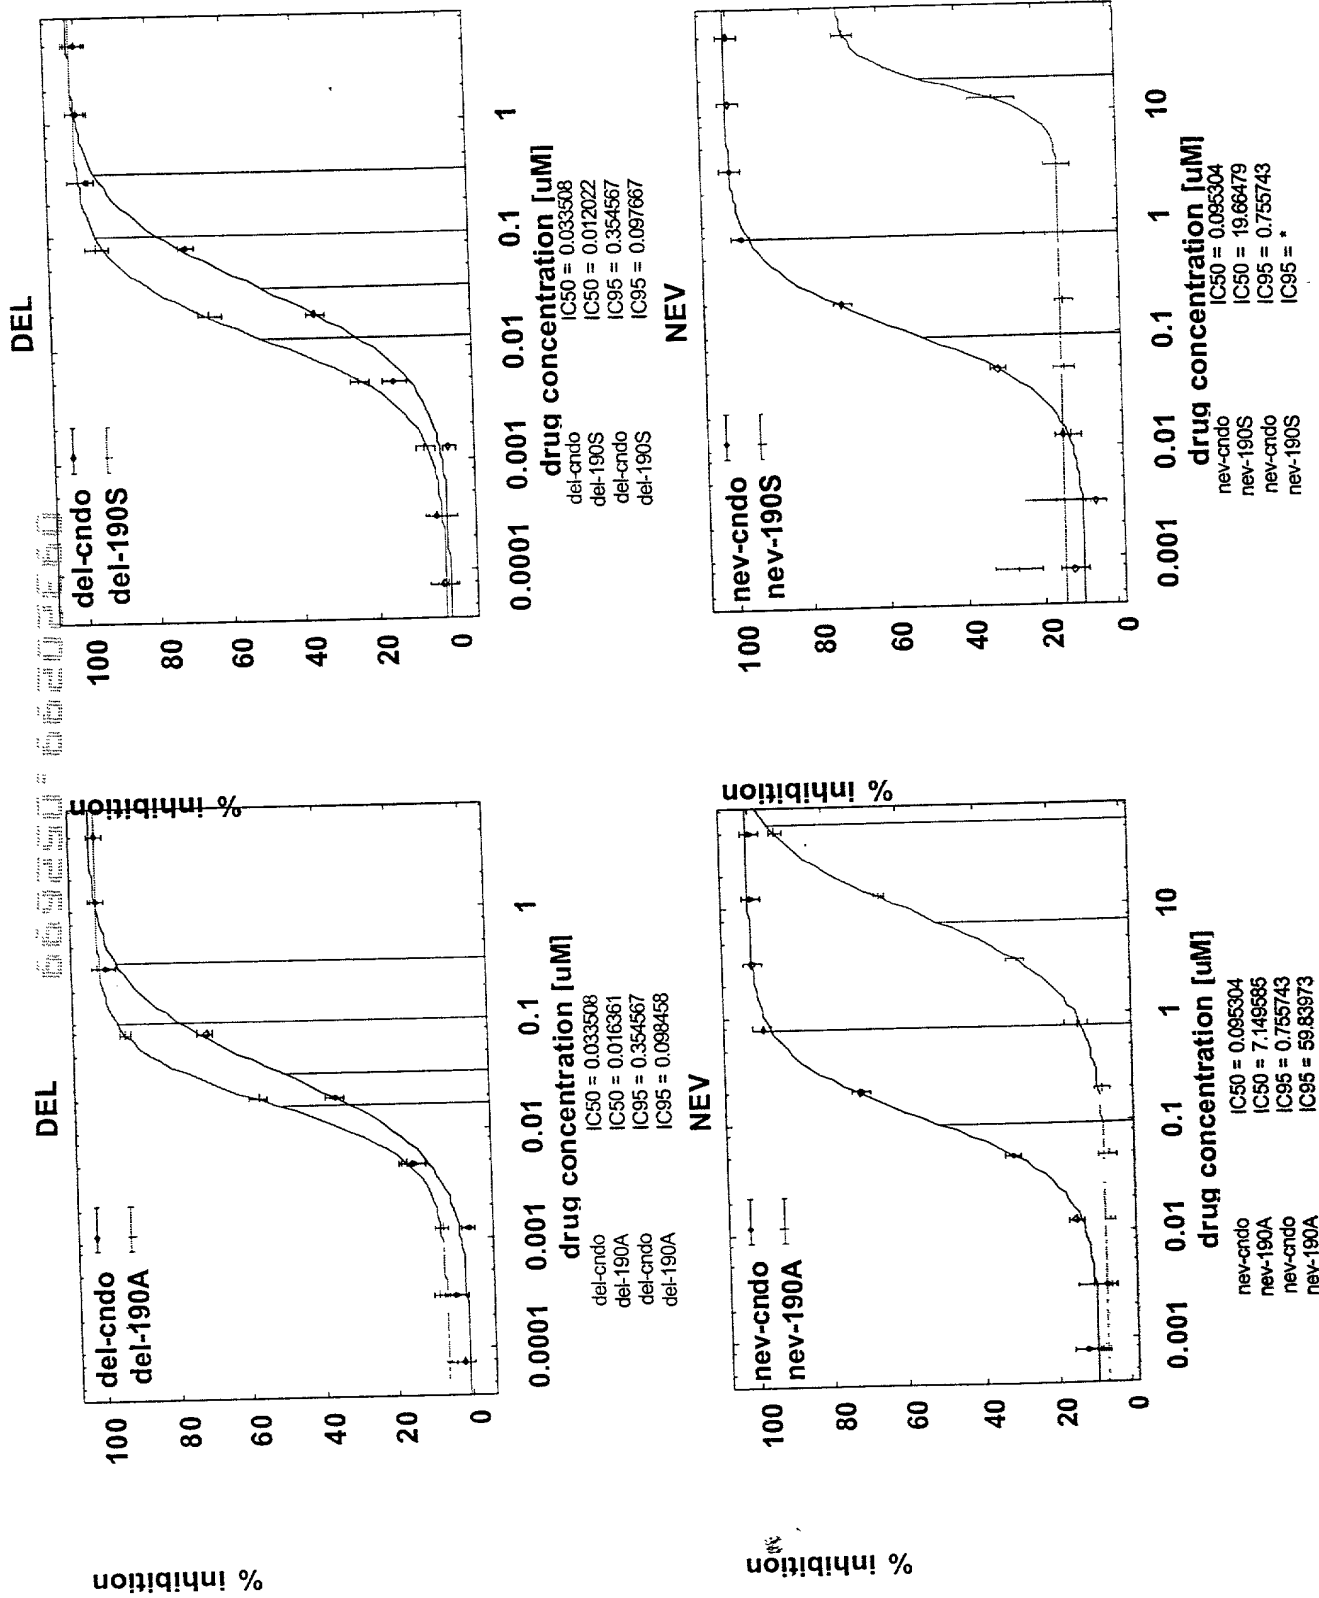 DEL
% inhibition
100
80
60
40
20
0
del-cndo
del-190A
0.0001 0.001 0.01 0.1 1
drug concentration [uM]
del-cndo IC50 = 0.033508
del-190A IC50 = 0.016361
del-cndo IC95 = 0.354567
del-190A IC95 = 0.098458
DEL
% inhibition
100
80
60
40
20
0
del-cndo
del-190S
0.0001 0.001 0.01 0.1 1
drug concentration [uM]
del-cndo IC50 = 0.033508
del-190S IC50 = 0.012022
del-cndo IC95 = 0.354567
del-190S IC95 = 0.097667
NEV
% inhibition
100
80
60
40
20
0
nev-cndo
nev-190A
0.001 0.01 0.1 1 10
drug concentration [uM]
nev-cndo IC50 = 0.095304
nev-190A IC50 = 7.149585
nev-cndo IC95 = 0.755743
nev-190A IC95 = 59.83973
NEV
% inhibition
100
80
60
40
20
0
nev-cndo
nev-190S
0.001 0.01 0.1 1 10
drug concentration [uM]
nev-cndo IC50 = 0.095304
nev-190S IC50 = 19.66479
nev-cndo IC95 = 0.755743
nev-190S IC95 = *